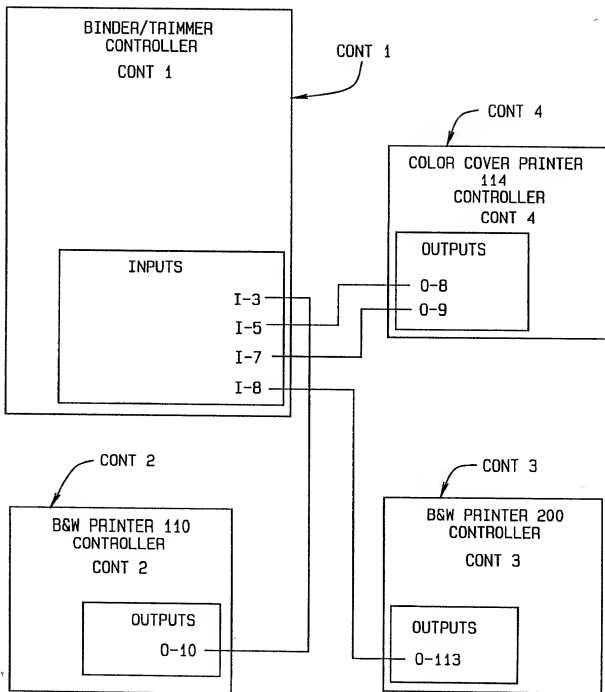 BINDER/TRIMMER
CONTROLLER
CONT 1
CONT 1
INPUTS
I-3
I-5
I-7
I-8
CONT 4
COLOR COVER PRINTER
114
CONTROLLER
CONT 4
OUTPUTS
O-8
O-9
CONT 2
B&W PRINTER 110
CONTROLLER
CONT 2
OUTPUTS
O-10
CONT 3
B&W PRINTER 200
CONTROLLER
CONT 3
OUTPUTS
O-113